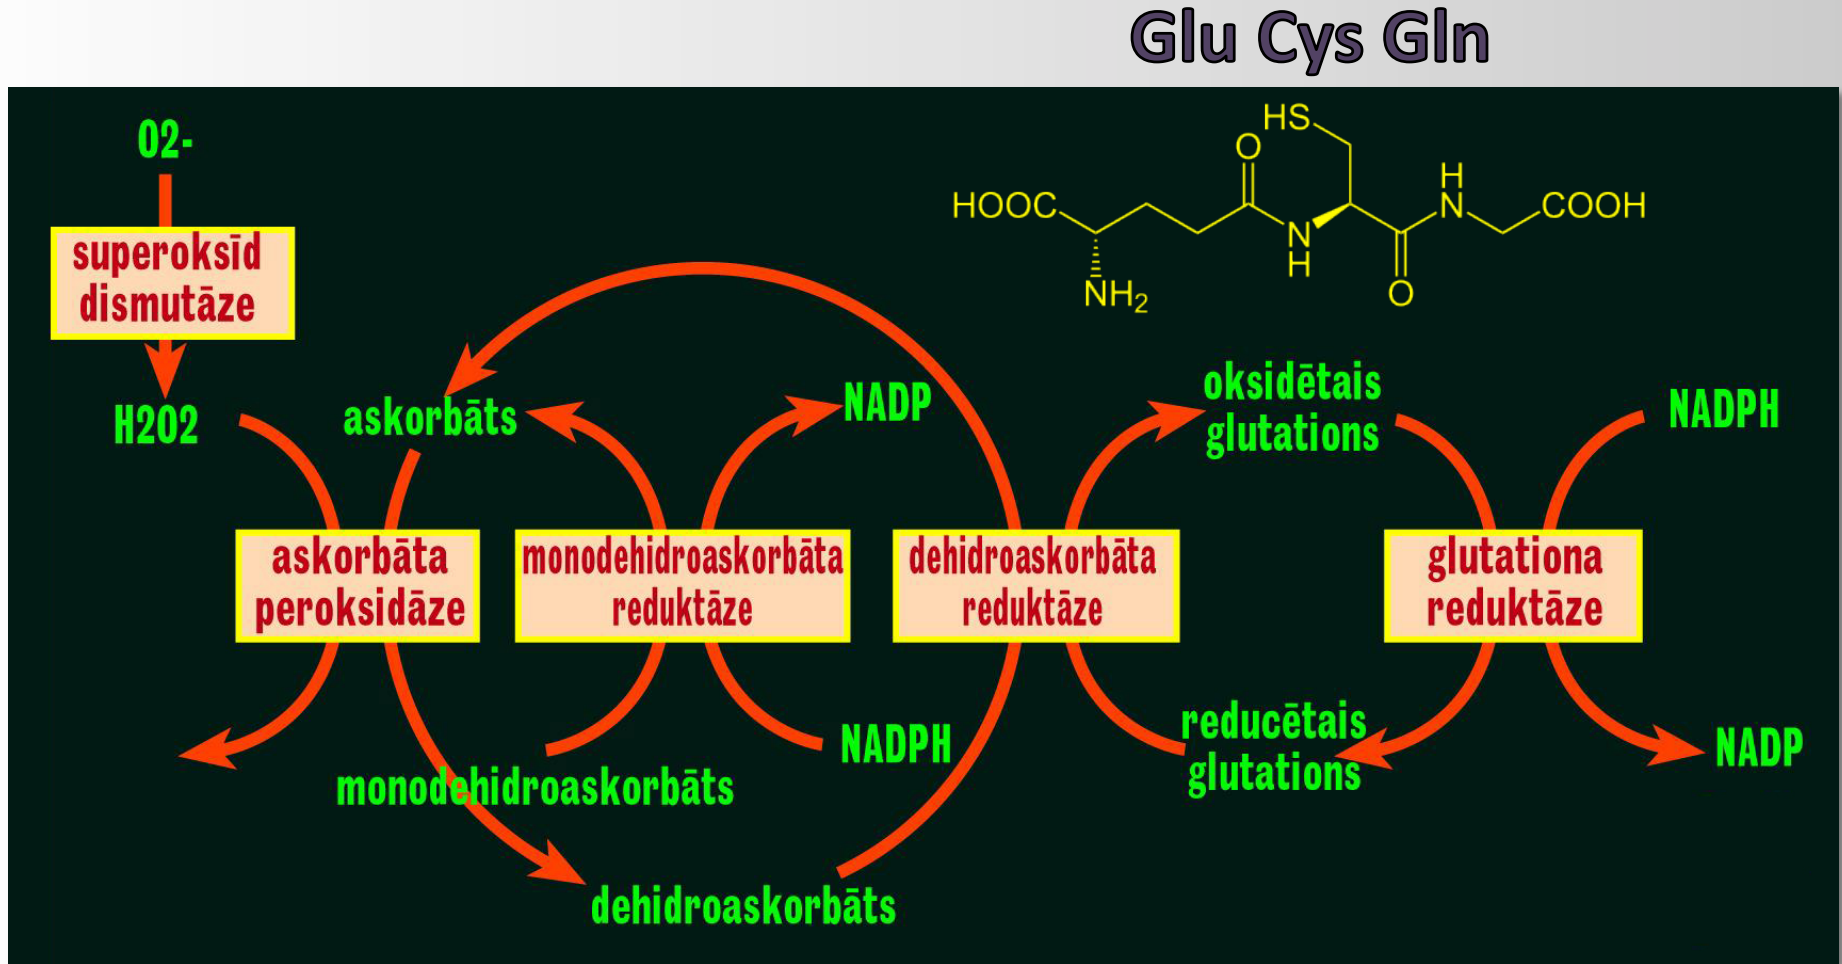 Glu Cys Gln
O2-
superoksīd
dismutāze
H2O2
HS
O
HOOC
NH2
N
H
O
H
N
COOH
askorbāts
NADP
oksidētais
glutations
NADPH
askorbāta
peroksidāze
monodehidroaskorbāta
reduktāze
dehidroaskorbāta
reduktāze
glutationa
reduktāze
monodehidroaskorbāts
NADPH
reducētais
glutations
NADP
dehidroaskorbāts